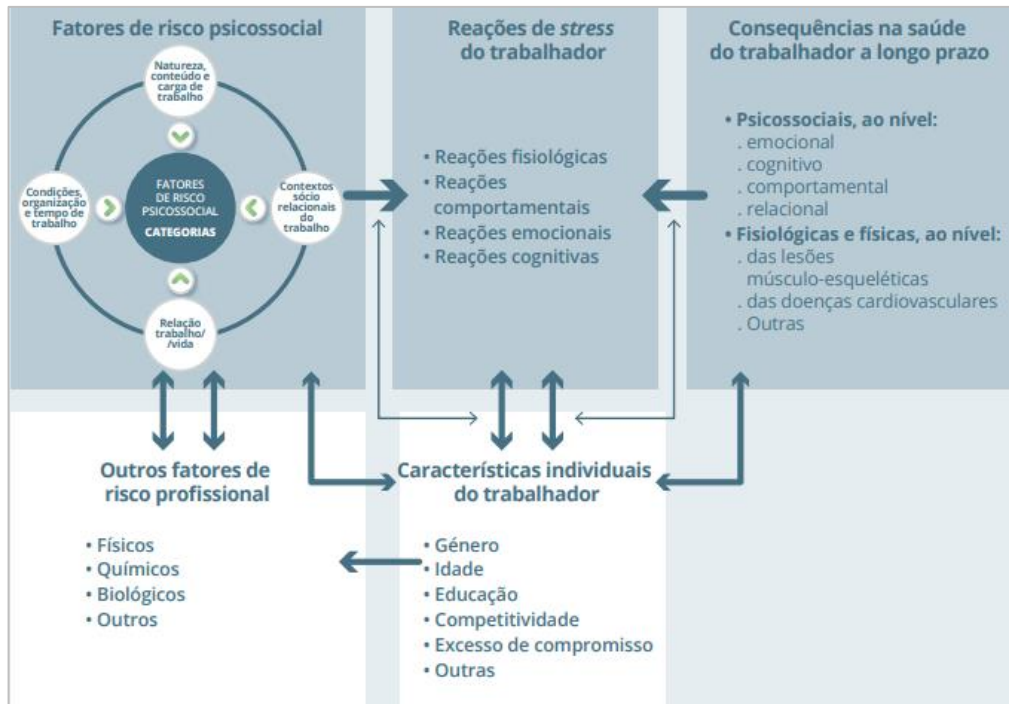 Fatores de risco psicossocial
Natureza,
conteúdo e
carga de
trabalho
Condições,
organização
e tempo de
trabalho
FATORES
DE RISCO
PSICOSSOCIAL
CATEGORIAS
Contextos
sócio
relacionais
do
trabalho
Relação
trabalho/
/vida
Reações de stress
do trabalhador
• Reações fisiológicas
• Reações
comportamentais
• Reações emocionais
• Reações cognitivas
Consequências na saúde
do trabalhador a longo prazo
• Psicossociais, ao nível:
. emocional
. cognitivo
. comportamental
. relacional
• Fisiológicas e físicas, ao nível:
. das lesões
músculo-esqueléticas
. das doenças cardiovasculares
. Outras
Outros fatores de
risco profissional
• Físicos
• Químicos
• Biológicos
• Outros
Características individuais
do trabalhador
• Género
• Idade
• Educação
• Competitividade
• Excesso de compromisso
• Outras